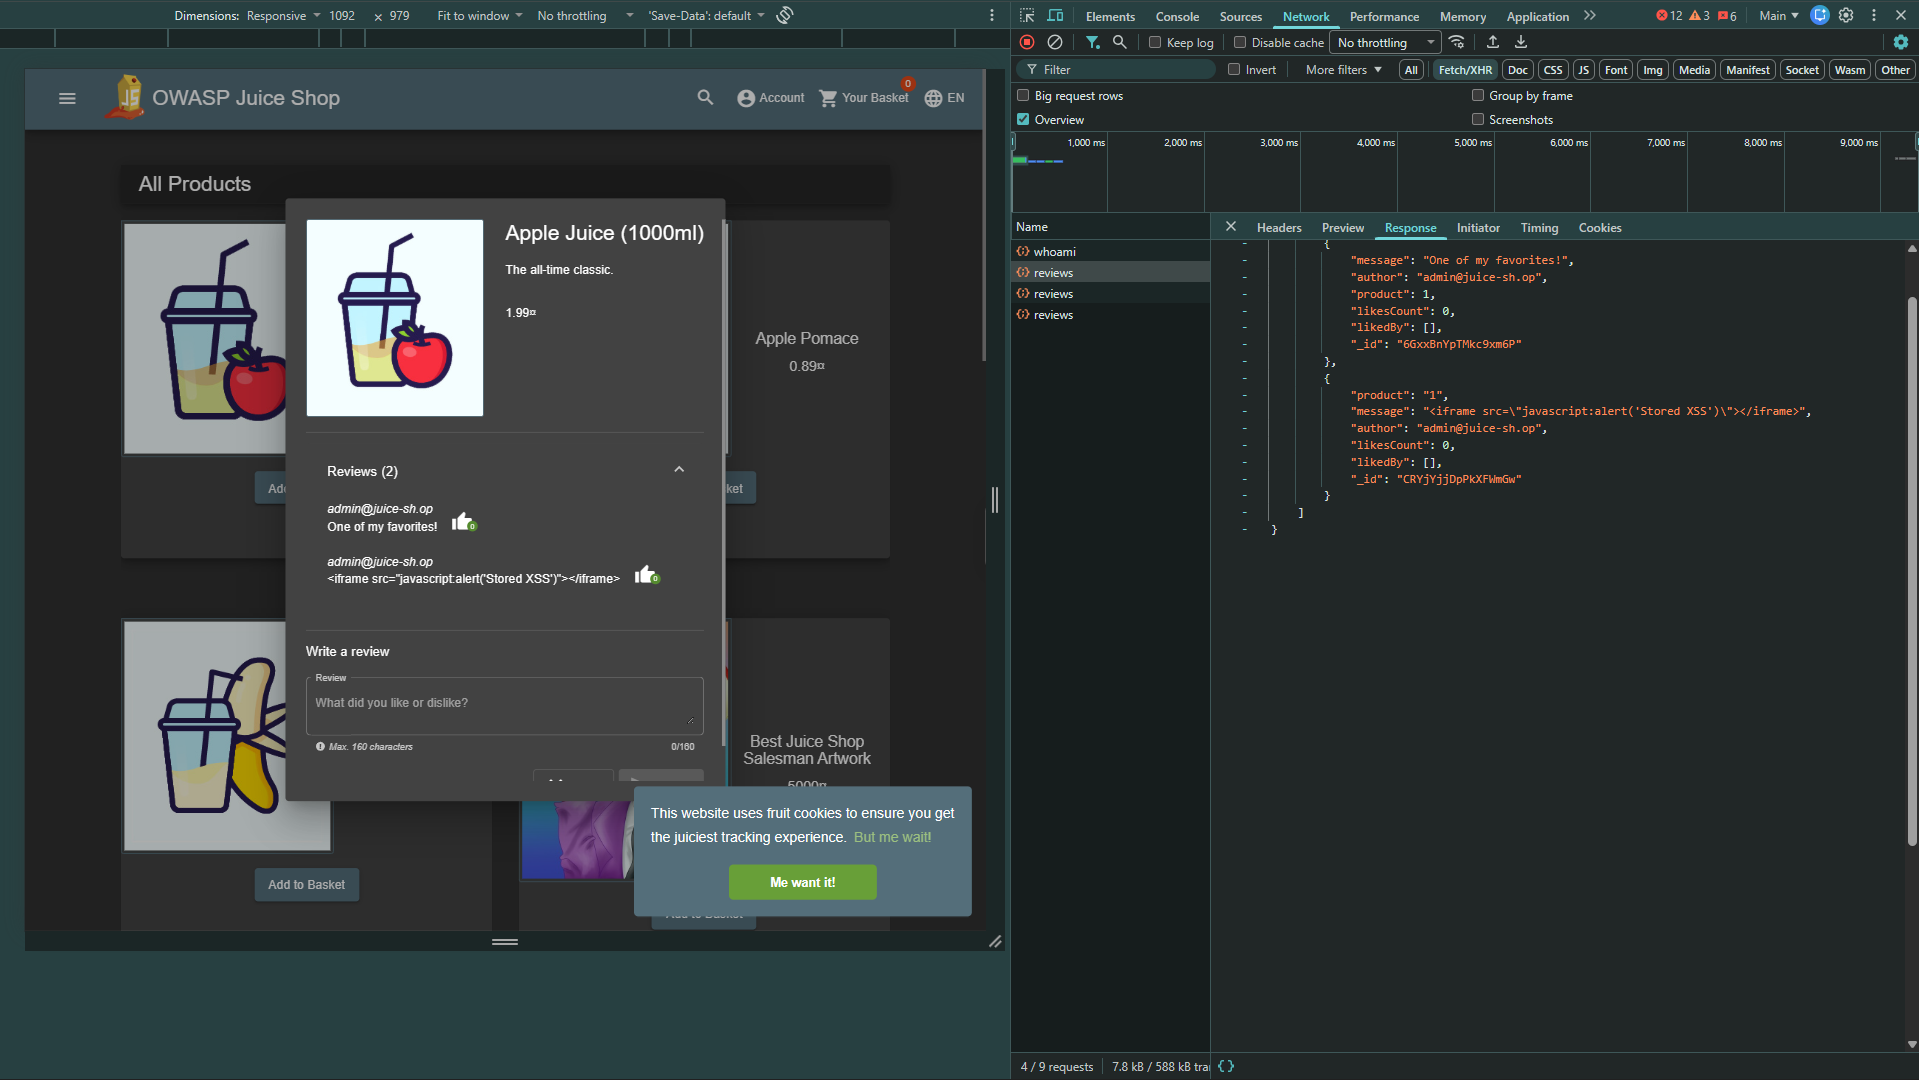 Dimensions: Responsive 1092 × 979 Fit to window No throttling 'Save-Data': default
OWASP Juice Shop
Account
Your Basket
0
EN
All Products
Apple Juice (1000ml)
The all-time classic.
1.99¤
Reviews (2)
admin@juice-sh.op
One of my favorites!
0
admin@juice-sh.op
<iframe src="javascript:alert('Stored XSS')"></iframe>
0
Write a review
Review
What did you like or dislike?
Max. 160 characters
0/160
Apple Pomace
0.89¤
Best Juice Shop
Salesman Artwork
5000¤
Add to Basket
This website uses fruit cookies to ensure you get
the juiciest tracking experience. But me wait!
Me want it!
Elements Console Sources Network Performance Memory Application 12 3 6 Main
Keep log Disable cache No throttling
Filter Invert More filters All Fetch/XHR Doc CSS JS Font Img Media Manifest Socket Wasm Other
Big request rows
Group by frame
Overview
Screenshots
1,000 ms 2,000 ms 3,000 ms 4,000 ms 5,000 ms 6,000 ms 7,000 ms 8,000 ms 9,000 ms
Name
whoami
reviews
reviews
reviews
Headers Preview Response Initiator Timing Cookies
- {
- "message": "One of my favorites!",
- "author": "admin@juice-sh.op",
- "product": 1,
- "likesCount": 0,
- "likedBy": [],
- "_id": "6GxxBnYpTMkc9xm6P"
- },
- {
- "product": "1",
- "message": "<iframe src=\"javascript:alert('Stored XSS')\"></iframe>",
- "author": "admin@juice-sh.op",
- "likesCount": 0,
- "likedBy": [],
- "_id": "CRYjYjjDpPkXFWmGw"
- }
- ]
- }
4 / 9 requests
7.8 kB / 588 kB tra
{}